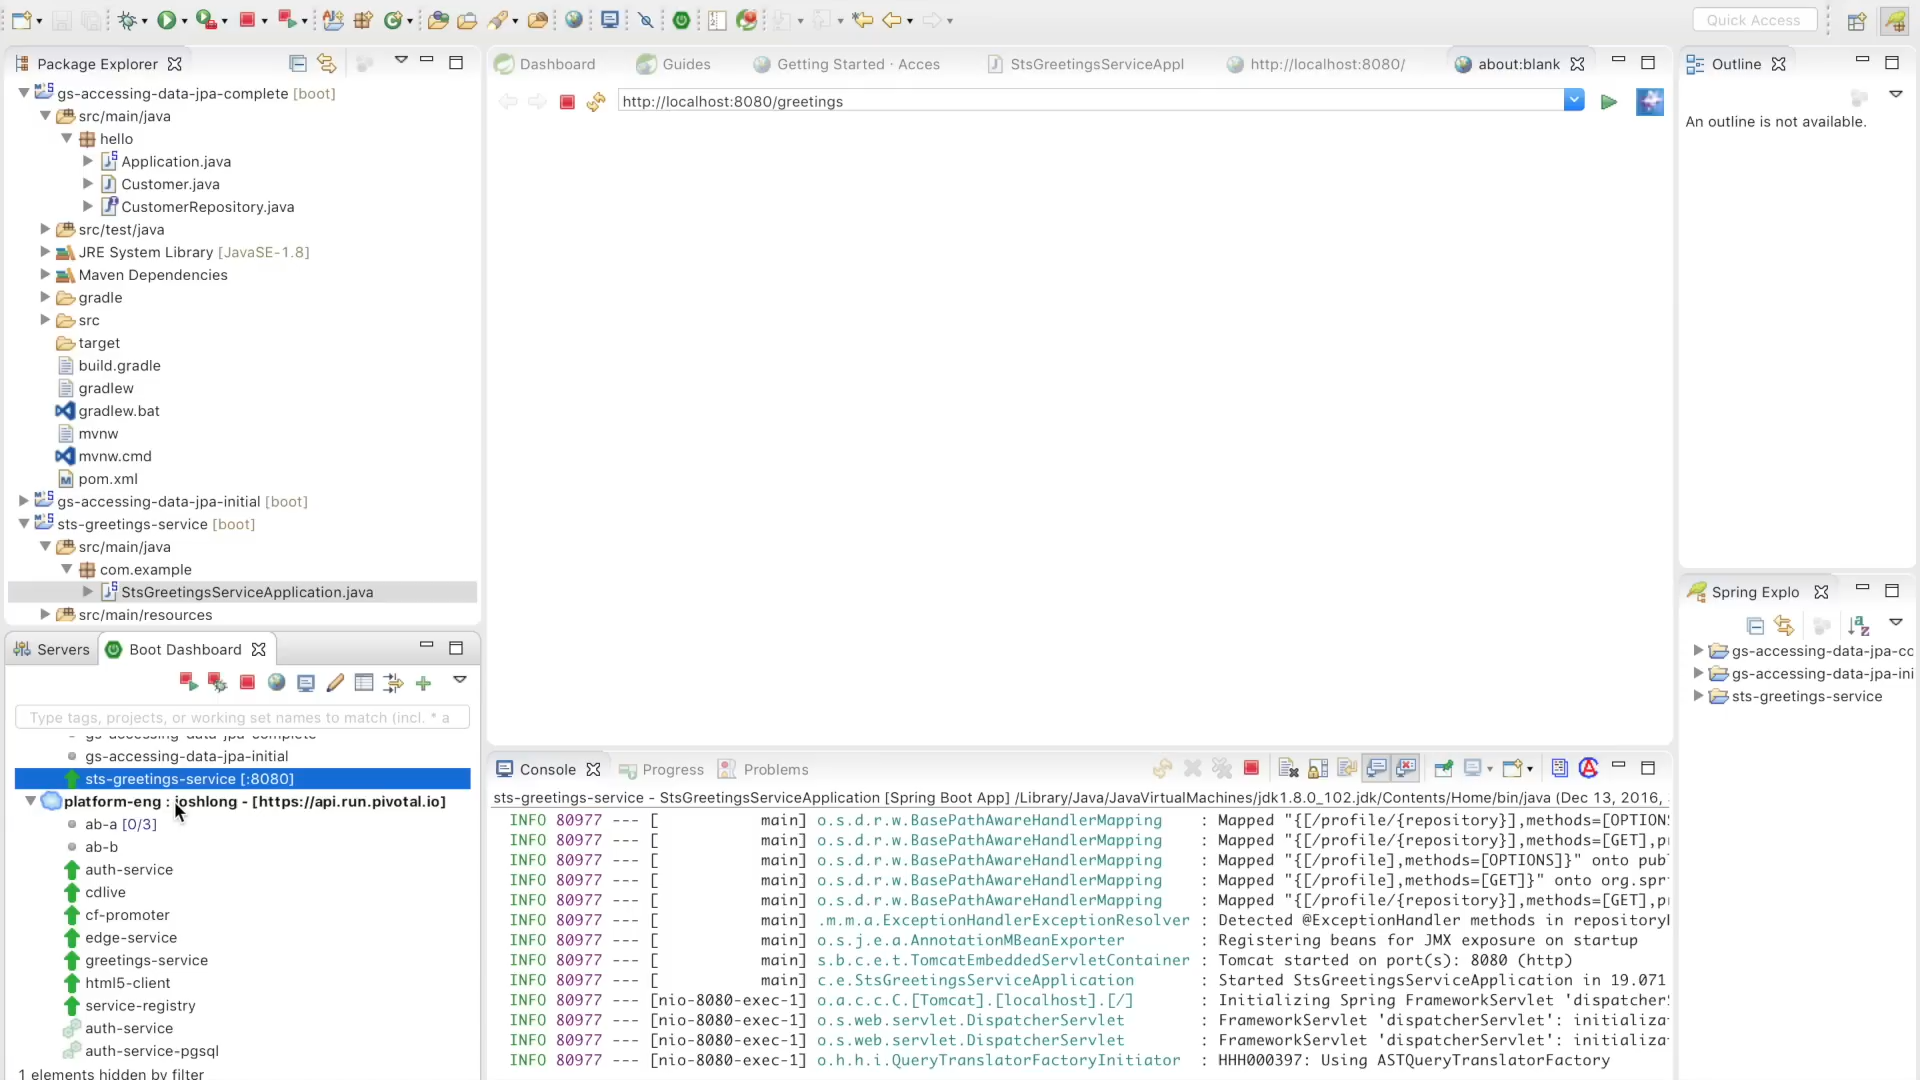 Quick Access
Package Explorer
gs-accessing-data-jpa-complete [boot]
src/main/java
hello
Application.java
Customer.java
CustomerRepository.java
src/test/java
JRE System Library [JavaSE-1.8]
Maven Dependencies
gradle
src
target
build.gradle
gradlew
gradlew.bat
mvnw
mvnw.cmd
pom.xml
gs-accessing-data-jpa-initial [boot]
sts-greetings-service [boot]
src/main/java
com.example
StsGreetingsServiceApplication.java
src/main/resources
Servers
Boot Dashboard
Type tags, projects, or working set names to match (incl. * a
gs-accessing-data-jpa-complete
gs-accessing-data-jpa-initial
sts-greetings-service [:8080]
platform-eng : joshlong - [https://api.run.pivotal.io]
ab-a [0/3]
ab-b
auth-service
cdlive
cf-promoter
edge-service
greetings-service
html5-client
service-registry
auth-service
auth-service-pgsql
1 elements hidden by filter
Dashboard
Guides
Getting Started · Acces
StsGreetingsServiceAppl
http://localhost:8080/
about:blank
http://localhost:8080/greetings
Console
Progress
Problems
sts-greetings-service - StsGreetingsServiceApplication [Spring Boot App] /Library/Java/JavaVirtualMachines/jdk1.8.0_102.jdk/Contents/Home/bin/java (Dec 13, 2016,
INFO 80977 --- [ main] o.s.d.r.w.BasePathAwareHandlerMapping : Mapped "{[/profile/{repository}],methods=[OPTIONS
INFO 80977 --- [ main] o.s.d.r.w.BasePathAwareHandlerMapping : Mapped "{[/profile/{repository}],methods=[GET],pr
INFO 80977 --- [ main] o.s.d.r.w.BasePathAwareHandlerMapping : Mapped "{[/profile],methods=[OPTIONS]}" onto publ
INFO 80977 --- [ main] o.s.d.r.w.BasePathAwareHandlerMapping : Mapped "{[/profile],methods=[GET]}" onto org.spr
INFO 80977 --- [ main] o.s.d.r.w.BasePathAwareHandlerMapping : Mapped "{[/profile/{repository}],methods=[GET],pr
INFO 80977 --- [ main] .m.m.a.ExceptionHandlerExceptionResolver : Detected @ExceptionHandler methods in repositoryE
INFO 80977 --- [ main] o.s.j.e.a.AnnotationMBeanExporter : Registering beans for JMX exposure on startup
INFO 80977 --- [ main] s.b.c.e.t.TomcatEmbeddedServletContainer : Tomcat started on port(s): 8080 (http)
INFO 80977 --- [ main] c.e.StsGreetingsServiceApplication : Started StsGreetingsServiceApplication in 19.071
INFO 80977 --- [nio-8080-exec-1] o.a.c.c.C.[Tomcat].[localhost].[/] : Initializing Spring FrameworkServlet 'dispatcherS
INFO 80977 --- [nio-8080-exec-1] o.s.web.servlet.DispatcherServlet : FrameworkServlet 'dispatcherServlet': initializa
INFO 80977 --- [nio-8080-exec-1] o.s.web.servlet.DispatcherServlet : FrameworkServlet 'dispatcherServlet': initializa
INFO 80977 --- [nio-8080-exec-1] o.h.h.i.QueryTranslatorFactoryInitiator : HHH000397: Using ASTQueryTranslatorFactory
Outline
An outline is not available.
Spring Explo
gs-accessing-data-jpa-cc
gs-accessing-data-jpa-ini
sts-greetings-service